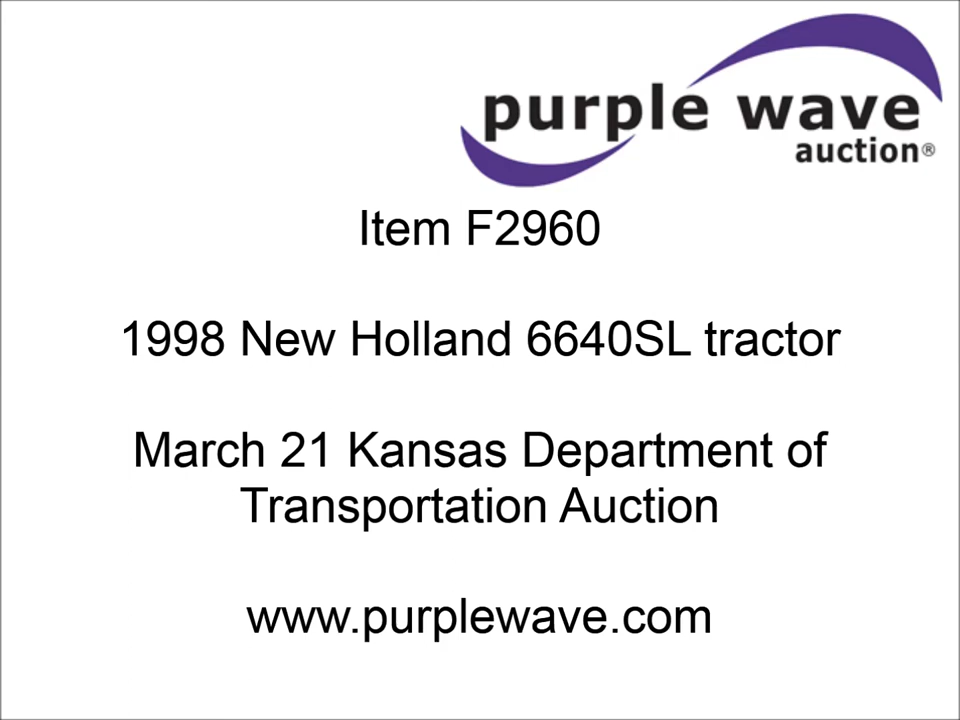 purple wave
auction®
Item F2960
1998 New Holland 6640SL tractor
March 21 Kansas Department of
Transportation Auction
www.purplewave.com